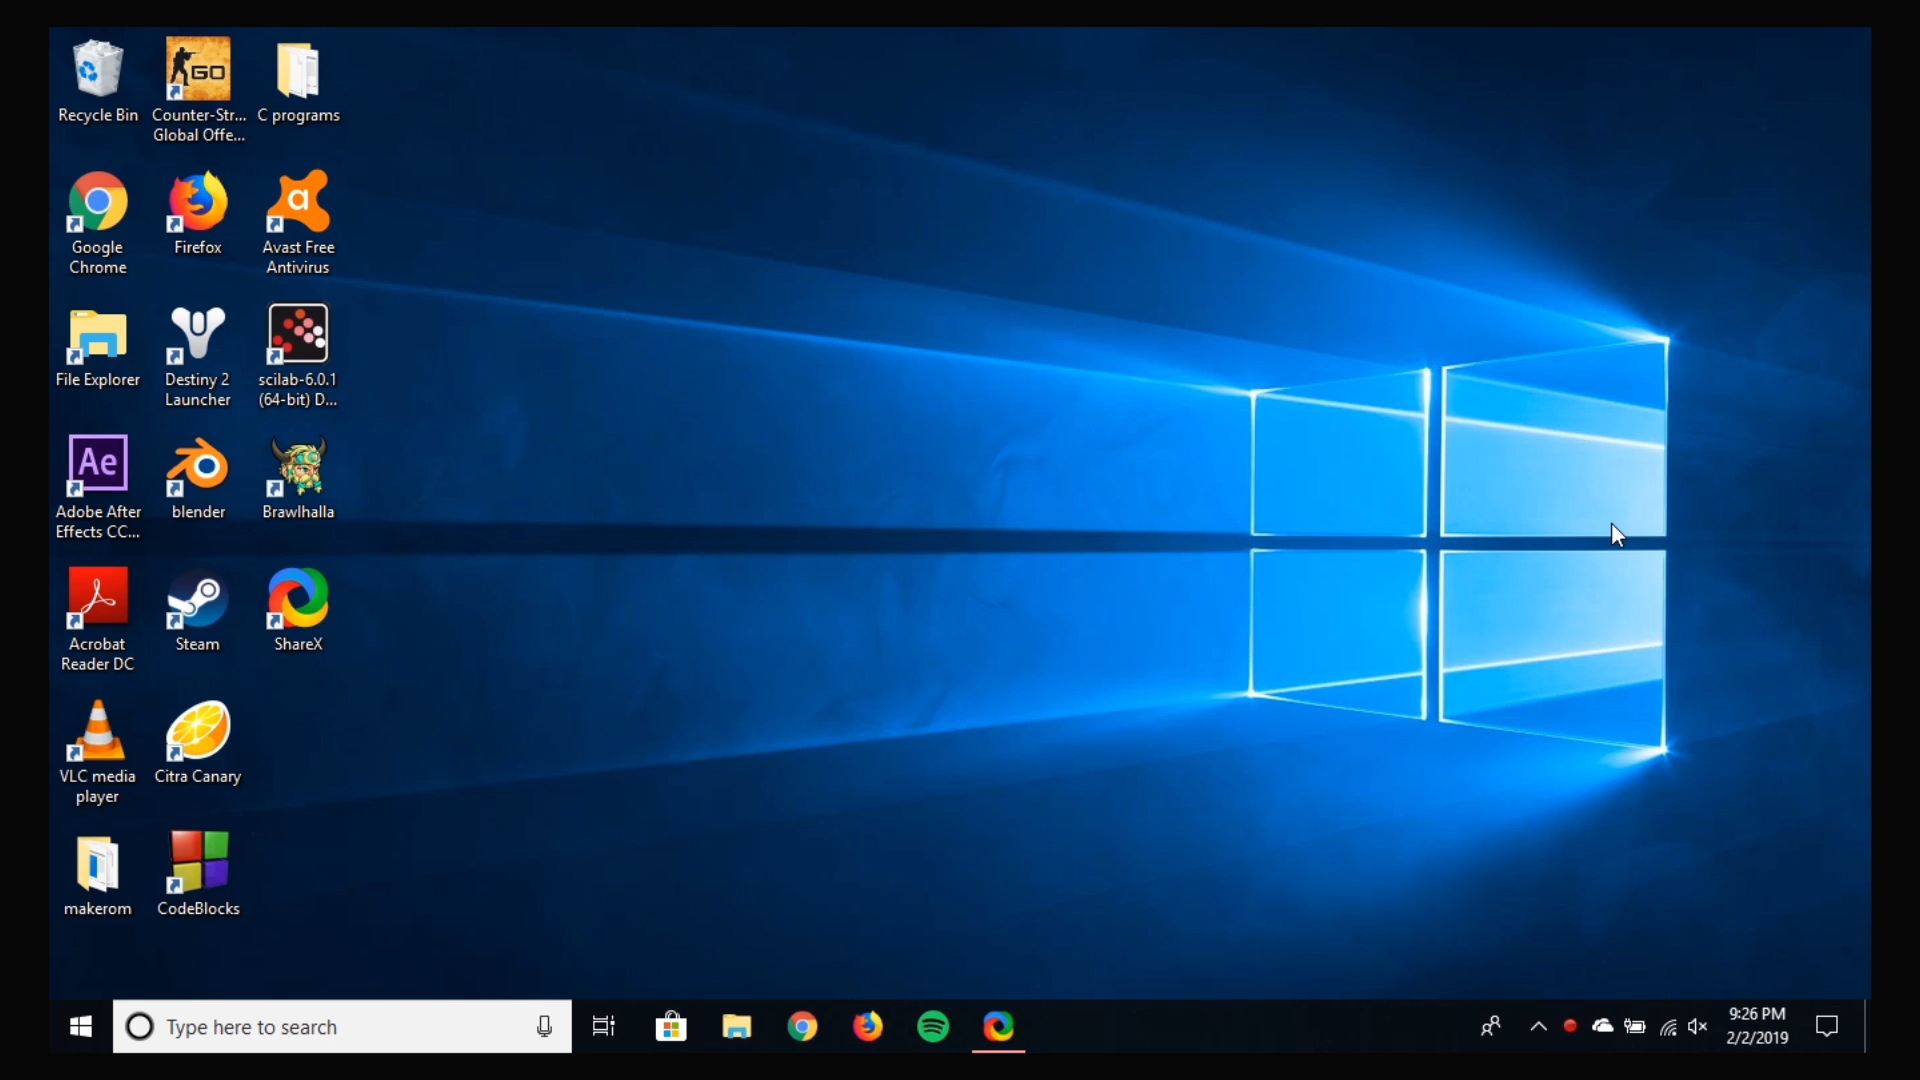 Recycle Bin
GO
Counter-Str...
Global Offe...
C programs
Google
Chrome
Firefox
a
Avast Free
Antivirus
File Explorer
Destiny 2
Launcher
scilab-6.0.1
(64-bit) D...
Ae
Adobe After
Effects CC...
blender
Brawlhalla
Acrobat
Reader DC
Steam
ShareX
VLC media
player
Citra Canary
makerom
CodeBlocks
Type here to search
9:26 PM
2/2/2019